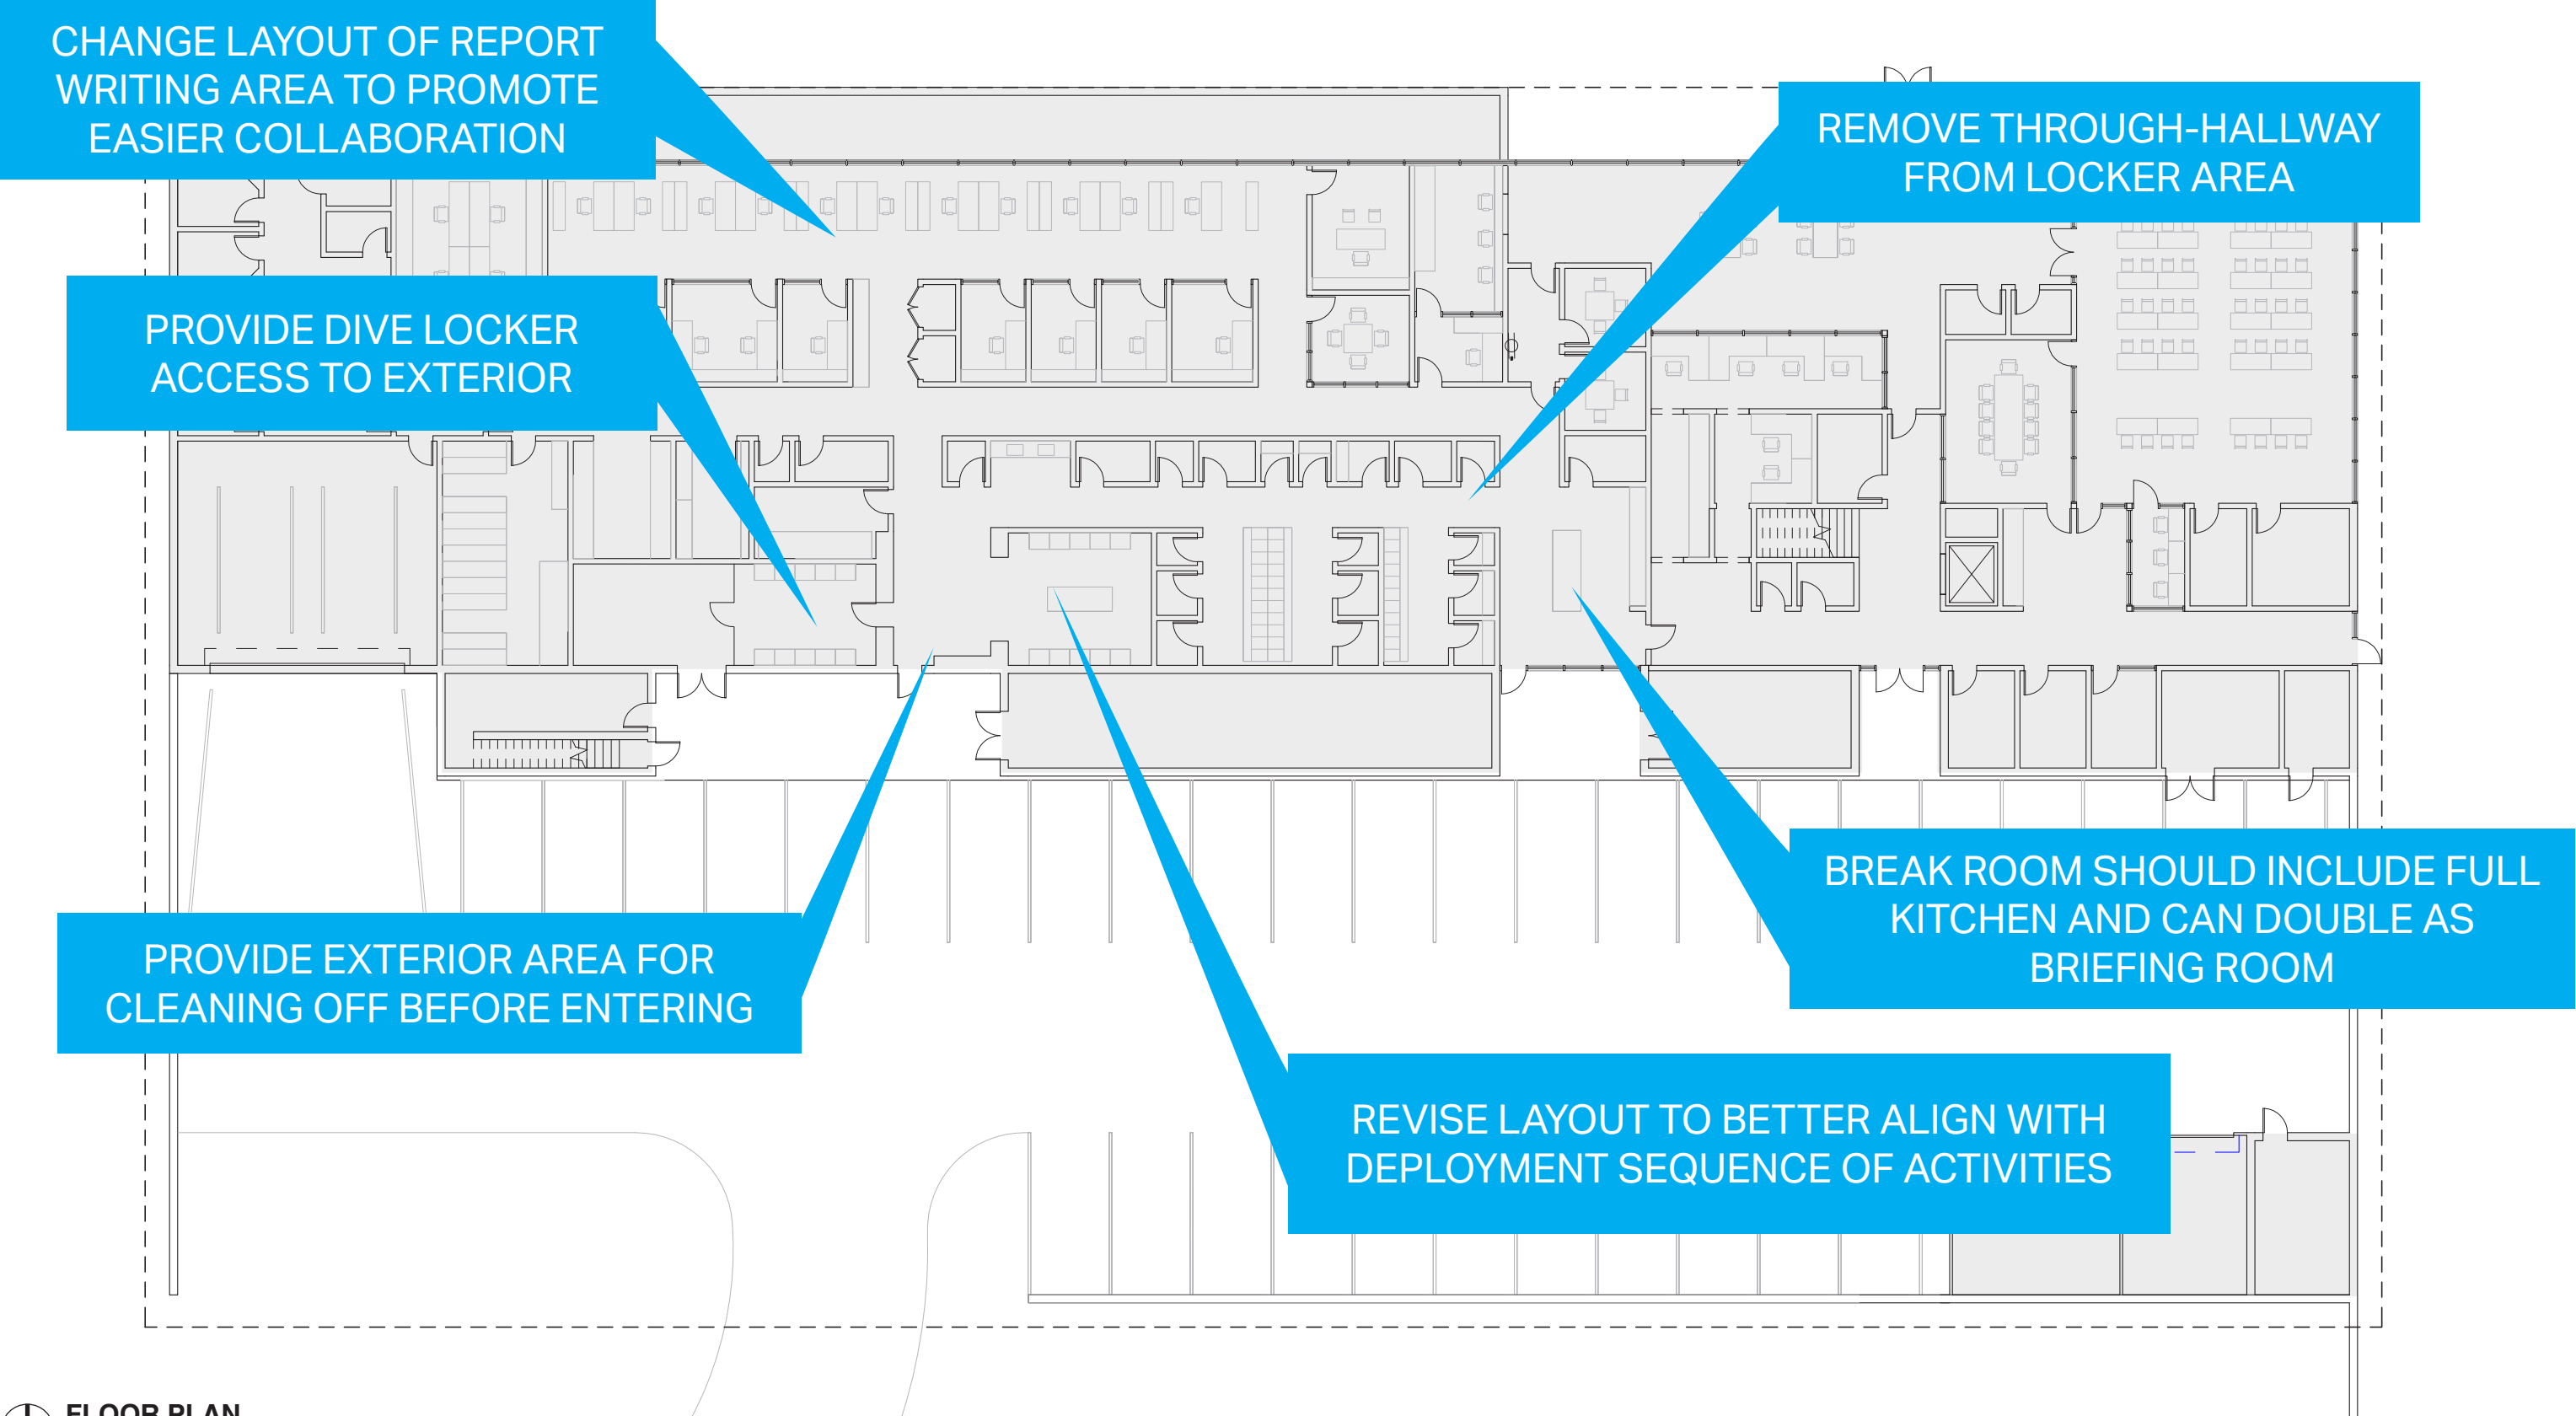 CHANGE LAYOUT OF REPORT
WRITING AREA TO PROMOTE
EASIER COLLABORATION
REMOVE THROUGH-HALLWAY
FROM LOCKER AREA
PROVIDE DIVE LOCKER
ACCESS TO EXTERIOR
BREAK ROOM SHOULD INCLUDE FULL
KITCHEN AND CAN DOUBLE AS
BRIEFING ROOM
PROVIDE EXTERIOR AREA FOR
CLEANING OFF BEFORE ENTERING
REVISE LAYOUT TO BETTER ALIGN WITH
DEPLOYMENT SEQUENCE OF ACTIVITIES
FLOOR PLAN